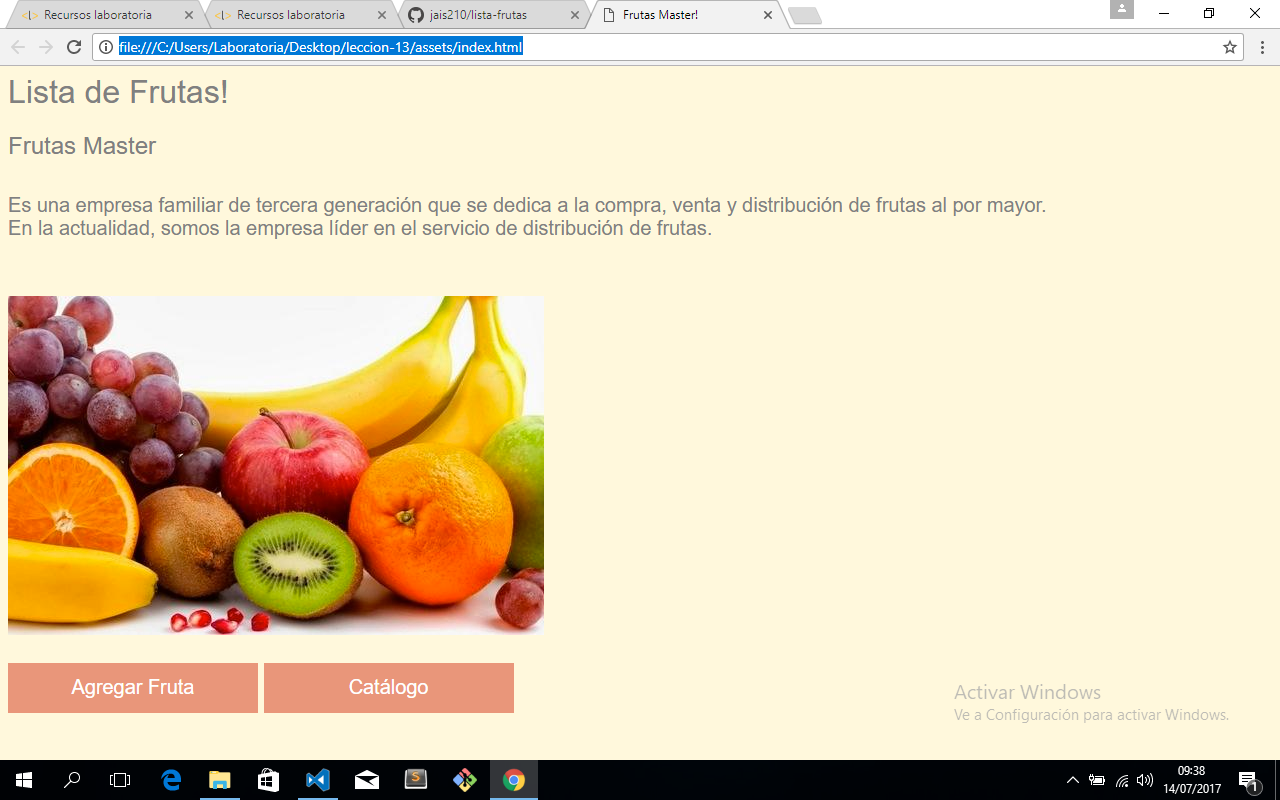 Recursos laboratoria
Recursos laboratoria
jais210/lista-frutas
Frutas Master!
file:///C:/Users/Laboratoria/Desktop/leccion-13/assets/index.html
Lista de Frutas!
Frutas Master
Es una empresa familiar de tercera generación que se dedica a la compra, venta y distribución de frutas al por mayor.
En la actualidad, somos la empresa líder en el servicio de distribución de frutas.
Agregar Fruta
Catálogo
Activar Windows
Ve a Configuración para activar Windows.
09:38
14/07/2017
1